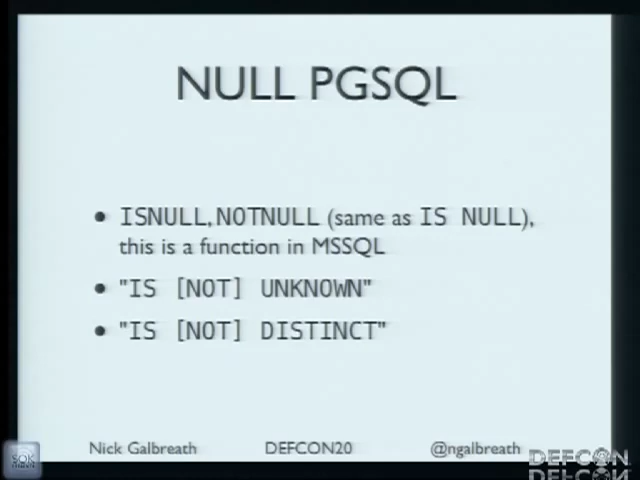 NULL PGSQL
• ISNULL, NOTNULL (same as IS NULL),
this is a function in MSSQL
• "IS [NOT] UNKNOWN"
• "IS [NOT] DISTINCT"
Nick Galbreath DEFCON20 @ngalbreath
DEFCON